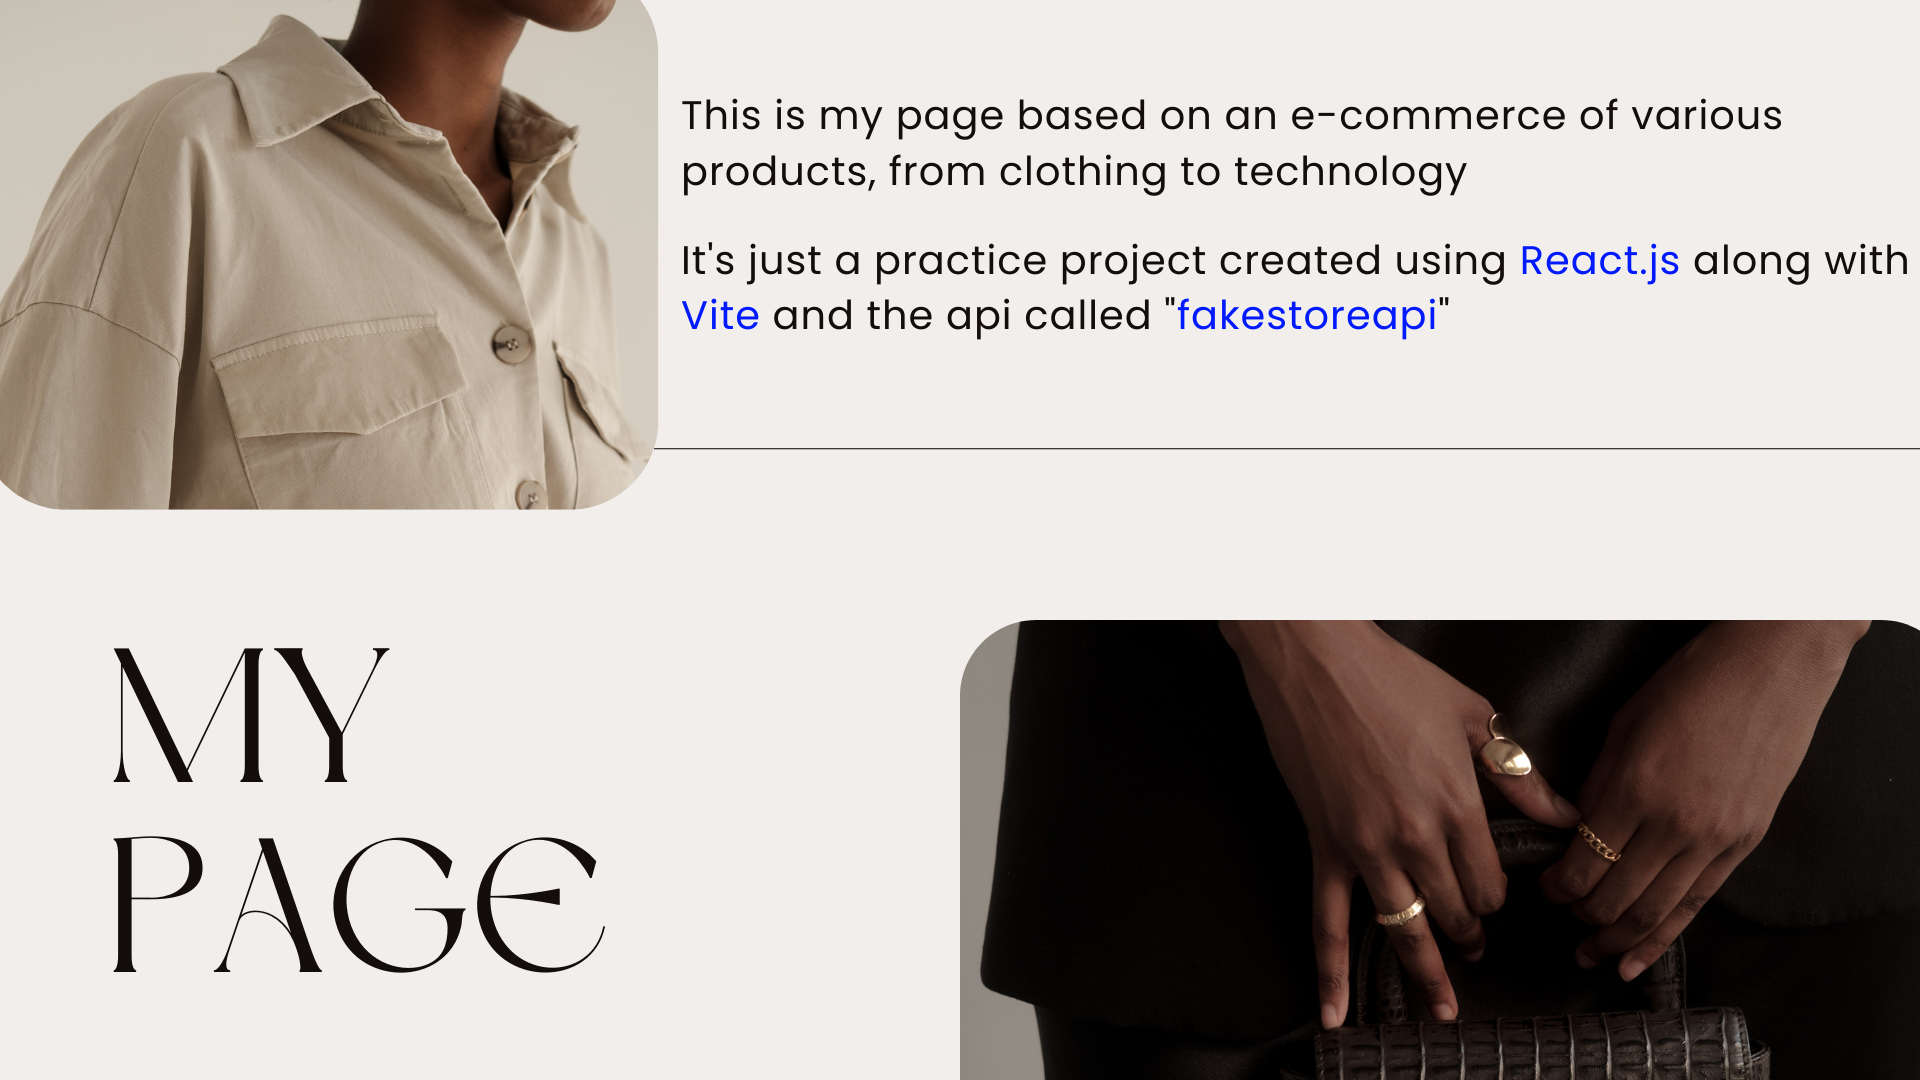 This is my page based on an e-commerce of various
products, from clothing to technology
It's just a practice project created using React.js along with
Vite and the api called "fakestoreapi"
MY
PAGE